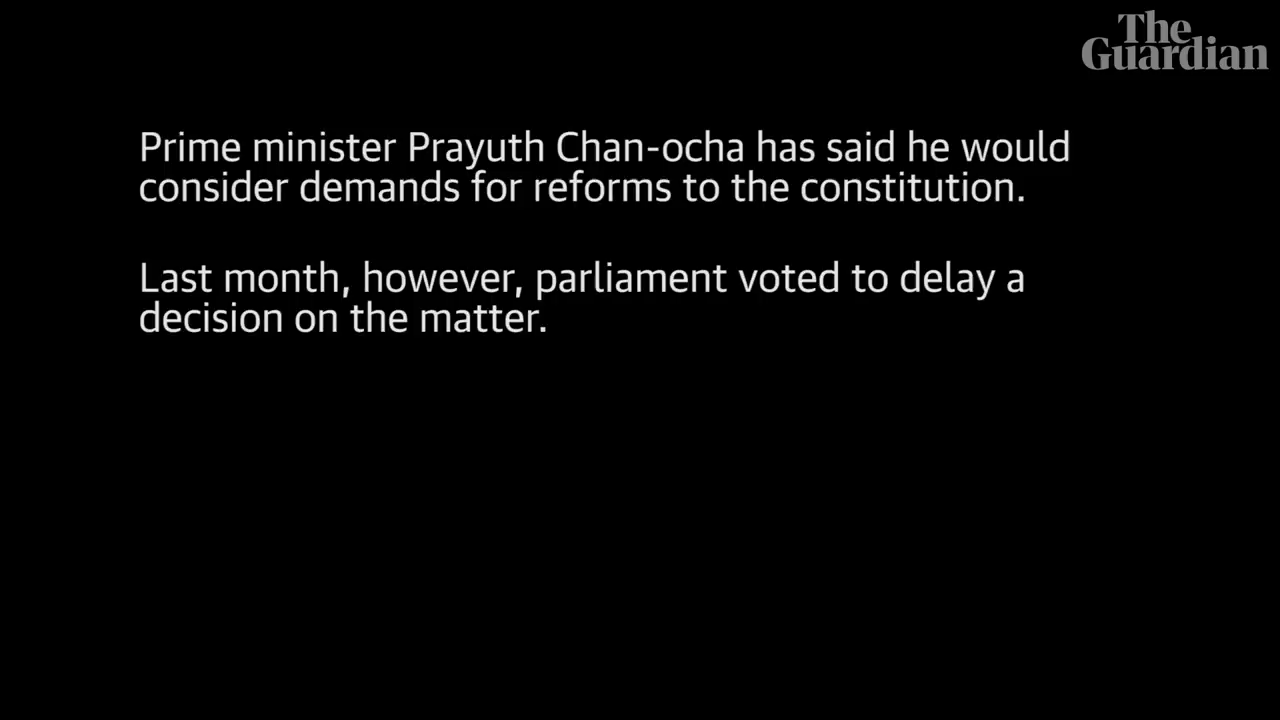 The
Guardian
Prime minister Prayuth Chan-ocha has said he would
consider demands for reforms to the constitution.
Last month, however, parliament voted to delay a
decision on the matter.